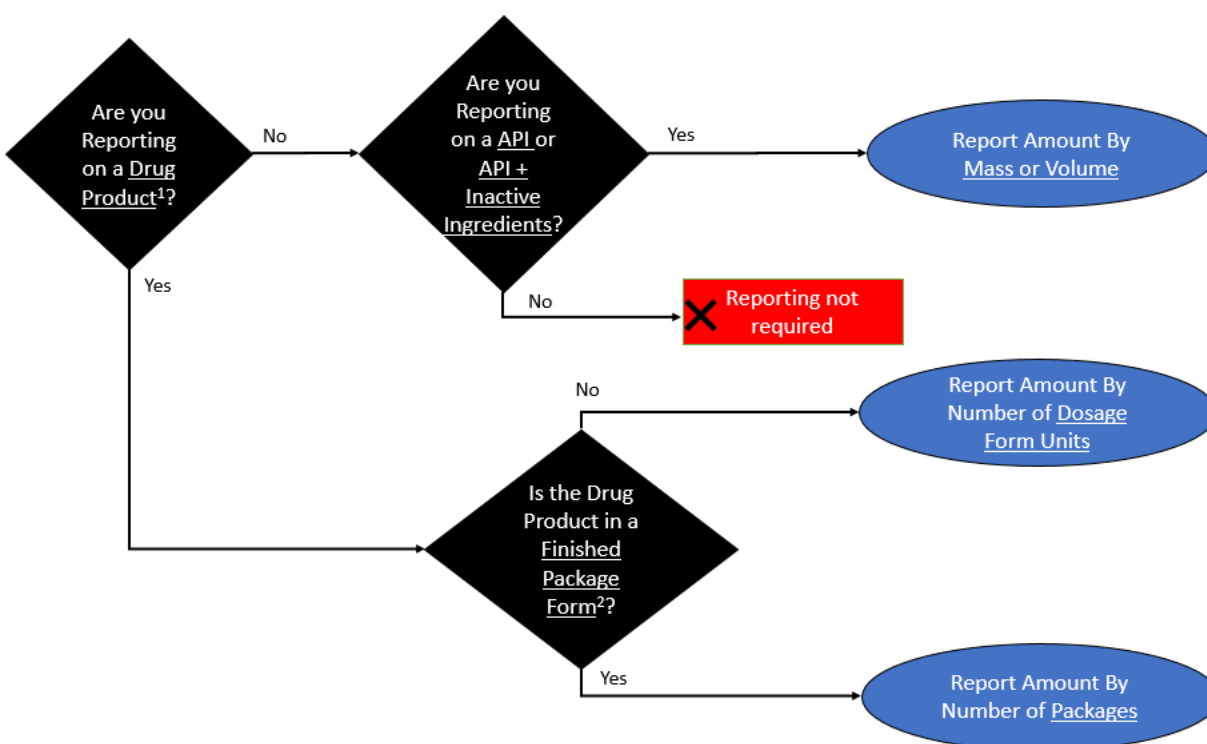 Are you
Reporting
on a Drug
Product¹?
No
Are you
Reporting
on a API or
API +
Inactive
Ingredients?
Yes
Report Amount By
Mass or Volume
Yes
No
Reporting not
required
No
Report Amount By
Number of Dosage
Form Units
Is the Drug
Product in a
Finished
Package
Form²?
Yes
Report Amount By
Number of Packages